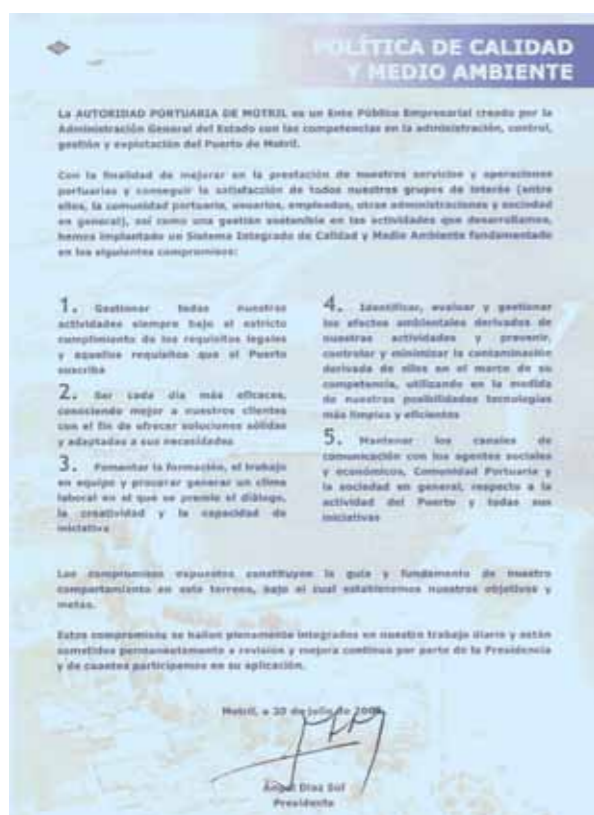 POLÍTICA DE CALIDAD
Y MEDIO AMBIENTE
La AUTORIDAD PORTUARIA DE MOTRIL es un Ente Público Empresarial creado por la
Administración General del Estado con las competencias en la administración, control,
gestión y explotación del Puerto de Motril.
Con la finalidad de mejorar en la prestación de nuestros servicios y operaciones
portuarias y conseguir la satisfacción de todos nuestros grupos de interés (entre
ellos, la comunidad portuaria, usuarios, empleados, otras administraciones y sociedad
en general), así como una gestión sostenible en las actividades que desarrollamos,
hemos implantado un Sistema Integrado de Calidad y Medio Ambiente fundamentado
en los siguientes compromisos:
1. Gestionar todas nuestras
actividades siempre bajo el estricto
cumplimiento de los requisitos legales
y aquellos requisitos que el Puerto
suscriba
2. Ser cada día más eficaces,
conociendo mejor a nuestros clientes
con el fin de ofrecer soluciones sólidas
y adaptadas a sus necesidades
3. Fomentar la formación, el trabajo
en equipo y procurar generar un clima
laboral en el que se premie el diálogo,
la creatividad y la capacidad de
iniciativa
4. Identificar, evaluar y gestionar
los efectos ambientales derivados de
nuestras actividades y prevenir,
controlar y minimizar la contaminación
derivada de ellos en el marco de su
competencia, utilizando en la medida
de nuestras posibilidades tecnologías
más limpias y eficientes
5. Mantener los canales de
comunicación con los agentes sociales
y económicos, Comunidad Portuaria y
la sociedad en general, respecto a la
actividad del Puerto y todas sus
iniciativas
Los compromisos expuestos constituyen la guía y fundamento de nuestro
comportamiento en este terreno, bajo el cual establecemos nuestros objetivos y
metas.
Estos compromisos se hallan plenamente integrados en nuestro trabajo diario y están
sometidos permanentemente a revisión y mejora continua por parte de la Presidencia
y de cuantos participamos en su aplicación.
Motril, a 20 de julio de
Ángel Díaz Sol
Presidente